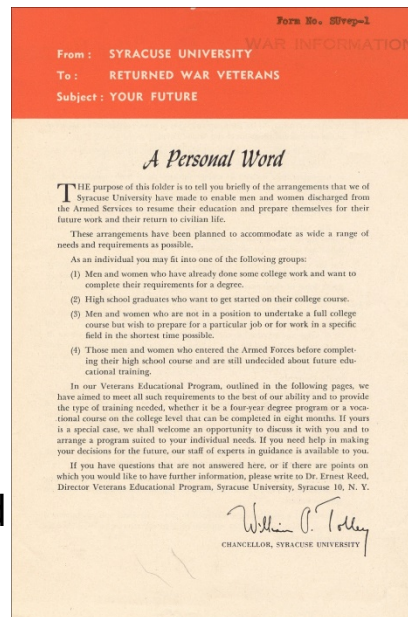 Form No. SUvep-1
WAR INFORMATION
From: SYRACUSE UNIVERSITY
To: RETURNED WAR VETERANS
Subject: YOUR FUTURE
A Personal Word
THE purpose of this folder is to tell you briefly of the arrangements that we of
Syracuse University have made to enable men and women discharged from
the Armed Services to resume their education and prepare themselves for their
future work and their return to civilian life.
These arrangements have been planned to accommodate as wide a range of
needs and requirements as possible.
As an individual you may fit into one of the following groups:
(1) Men and women who have already done some college work and want to
complete their requirements for a degree.
(2) High school graduates who want to get started on their college course.
(3) Men and women who are not in a position to undertake a full college
course but wish to prepare for a particular job or for work in a specific
field in the shortest time possible.
(4) Those men and women who entered the Armed Forces before complet-
ing their high school course and are still undecided about future edu-
cational training.
In our Veterans Educational Program, outlined in the following pages, we
have aimed to meet all such requirements to the best of our ability and to provide
the type of training needed, whether it be a four-year degree program or a voca-
tional course on the college level that can be completed in eight months. If yours
is a special case, we shall welcome an opportunity to discuss it with you and to
arrange a program suited to your individual needs. If you need help in making
your decisions for the future, our staff of experts in guidance is available to you.
If you have questions that are not answered here, or if there are points on
which you would like to have further information, please write to Dr. Ernest Reed,
Director Veterans Educational Program, Syracuse University, Syracuse 10, N. Y.
William P. Tolley
CHANCELLOR, SYRACUSE UNIVERSITY